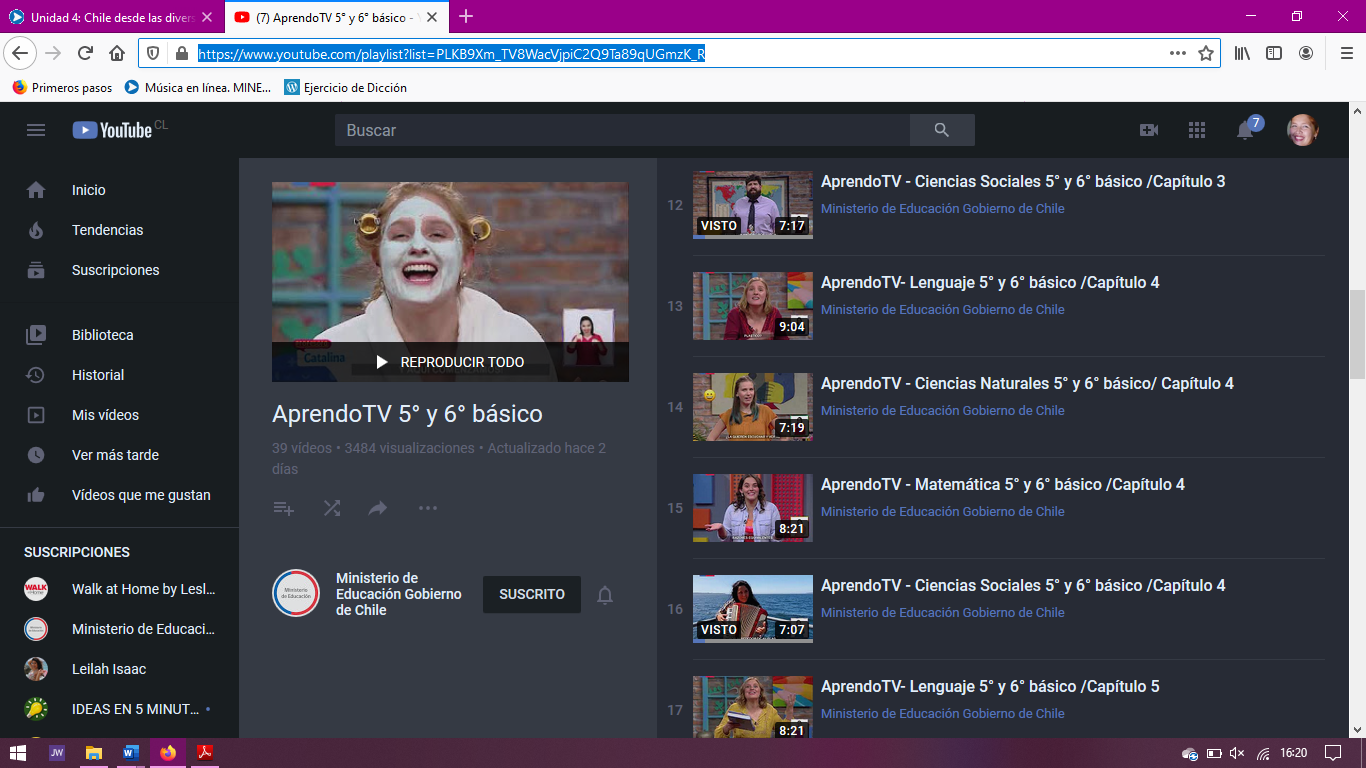 Unidad 4: Chile desde las divers
(7) AprendoTV 5° y 6° básico - Y
https://www.youtube.com/playlist?list=PLKB9Xm_TV8WacVjpiC2Q9Ta89qUGmzK_R
Primeros pasos
Música en línea. MINE...
Ejercicio de Dicción
YouTube CL
Buscar
7
Inicio
Tendencias
Suscripciones
Biblioteca
Historial
Mis vídeos
Ver más tarde
Vídeos que me gustan
SUSCRIPCIONES
Walk at Home by Lesl...
Ministerio de Educaci...
Leilah Isaac
IDEAS EN 5 MINUT...
Catalina
REPRODUCIR TODO
AprendoTV 5° y 6° básico
39 vídeos • 3484 visualizaciones • Actualizado hace 2
días
Ministerio de
Educación Gobierno
de Chile
SUSCRITO
12
VISTO
7:17
AprendoTV - Ciencias Sociales 5° y 6° básico /Capítulo 3
Ministerio de Educación Gobierno de Chile
13
9:04
AprendoTV- Lenguaje 5° y 6° básico /Capítulo 4
Ministerio de Educación Gobierno de Chile
14
7:19
AprendoTV - Ciencias Naturales 5° y 6° básico/ Capítulo 4
Ministerio de Educación Gobierno de Chile
15
8:21
AprendoTV - Matemática 5° y 6° básico /Capítulo 4
Ministerio de Educación Gobierno de Chile
16
VISTO
7:07
AprendoTV - Ciencias Sociales 5° y 6° básico /Capítulo 4
Ministerio de Educación Gobierno de Chile
17
8:21
AprendoTV- Lenguaje 5° y 6° básico /Capítulo 5
Ministerio de Educación Gobierno de Chile
JW
16:20